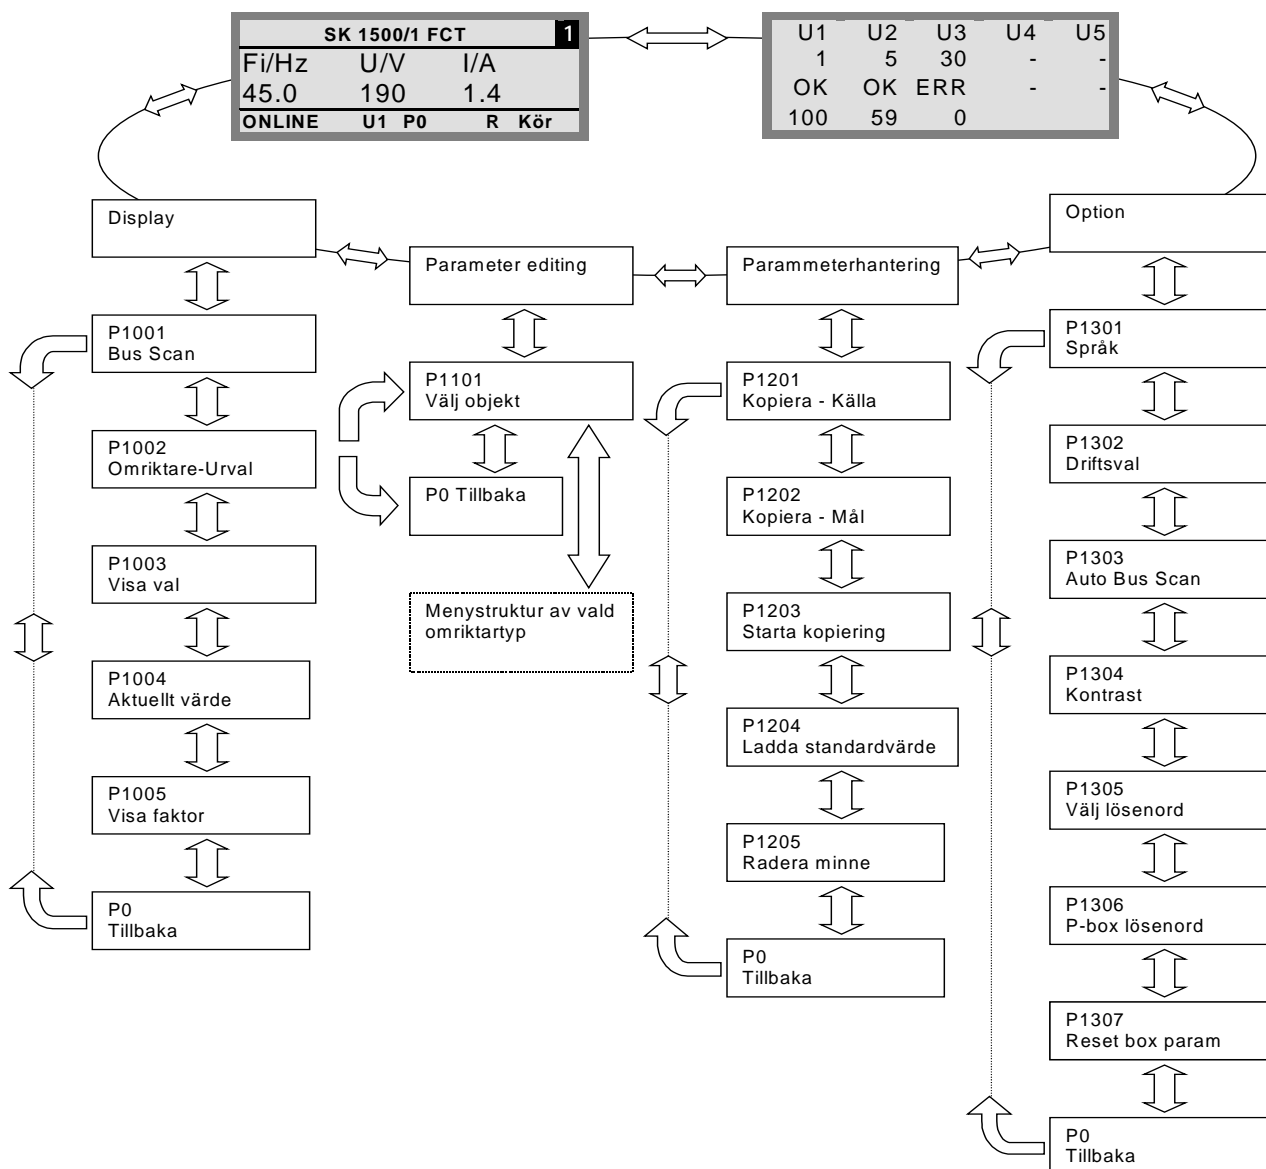 SK 1500/1 FCT 1
Fi/Hz U/V I/A
45.0 190 1.4
ONLINE U1 P0 R Kör
U1 U2 U3 U4 U5
1 5 30 - -
OK OK ERR - -
100 59 0
Display
P1001
Bus Scan
P1002
Omriktare-Urval
P1003
Visa val
P1004
Aktuellt värde
P1005
Visa faktor
P0
Tillbaka
Parameter editing
P1101
Välj objekt
P0 Tillbaka
Menystruktur av vald
omriktartyp
Parammeterhantering
P1201
Kopiera - Källa
P1202
Kopiera - Mål
P1203
Starta kopiering
P1204
Ladda standardvärde
P1205
Radera minne
P0
Tillbaka
Option
P1301
Språk
P1302
Driftsval
P1303
Auto Bus Scan
P1304
Kontrast
P1305
Välj lösenord
P1306
P-box lösenord
P1307
Reset box param
P0
Tillbaka